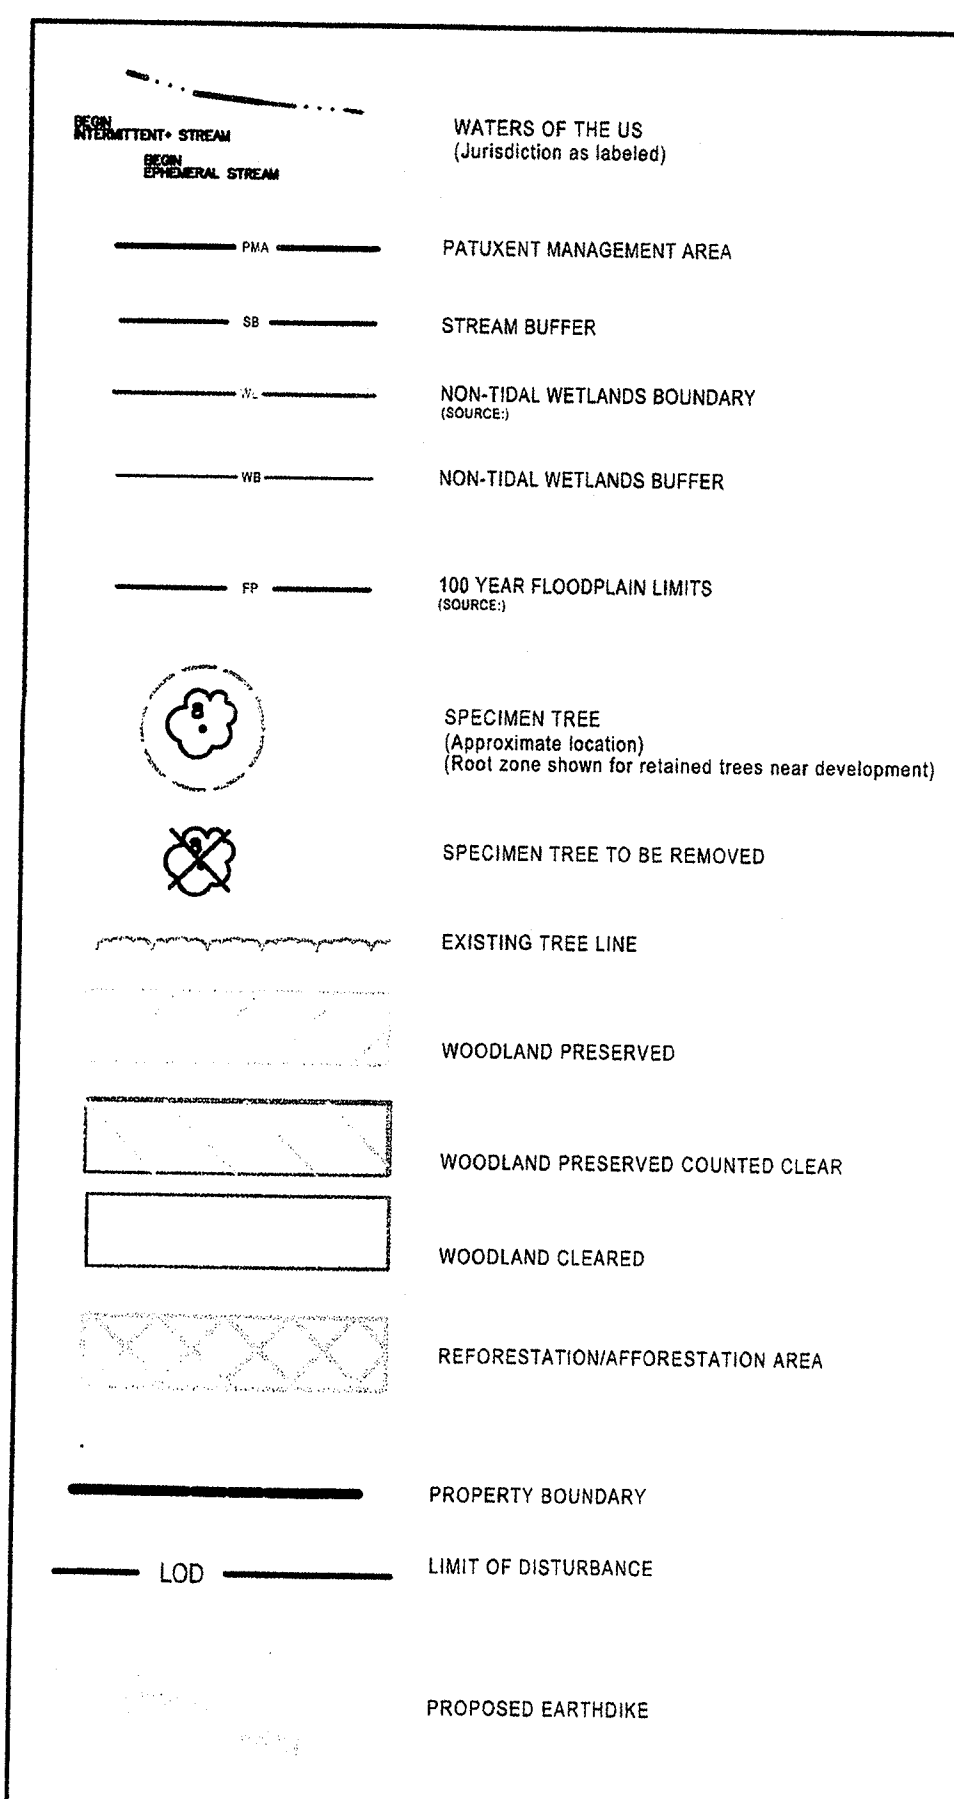 BEGIN
INTERMITTENT+ STREAM
BEGIN
EPHEMERAL STREAM
WATERS OF THE US
(Jurisdiction as labeled)
PMA
PATUXENT MANAGEMENT AREA
SB
STREAM BUFFER
WL
NON-TIDAL WETLANDS BOUNDARY
(SOURCE:)
WB
NON-TIDAL WETLANDS BUFFER
FP
100 YEAR FLOODPLAIN LIMITS
(SOURCE:)
SPECIMEN TREE
(Approximate location)
(Root zone shown for retained trees near development)
SPECIMEN TREE TO BE REMOVED
EXISTING TREE LINE
WOODLAND PRESERVED
WOODLAND PRESERVED COUNTED CLEAR
WOODLAND CLEARED
REFORESTATION/AFFORESTATION AREA
PROPERTY BOUNDARY
LOD
LIMIT OF DISTURBANCE
PROPOSED EARTHDIKE